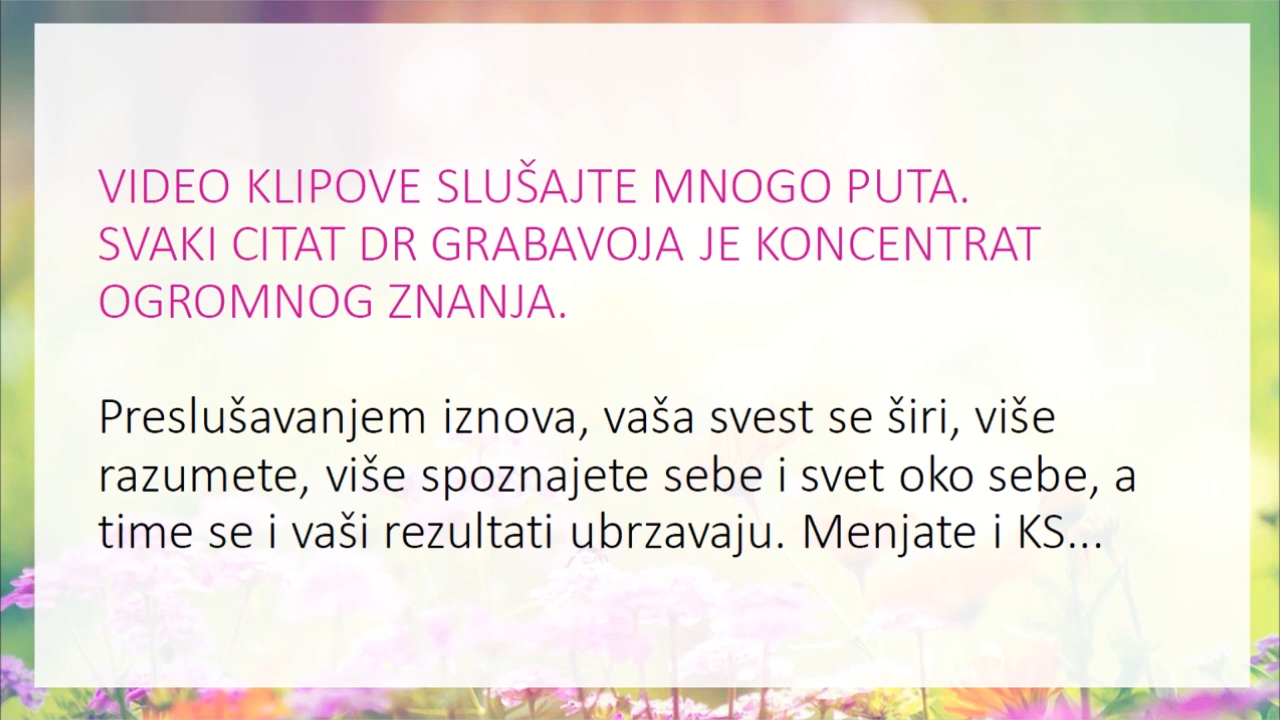 VIDEO KLIPOVE SLUŠAJTE MNOGO PUTA.
SVAKI CITAT DR GRABAVOJA JE KONCENTRAT
OGROMNOG ZNANJA.
Preslušavanjem iznova, vaša svest se širi, više
razumete, više spoznajete sebe i svet oko sebe, a
time se i vaši rezultati ubrzavaju. Menjate i KS...